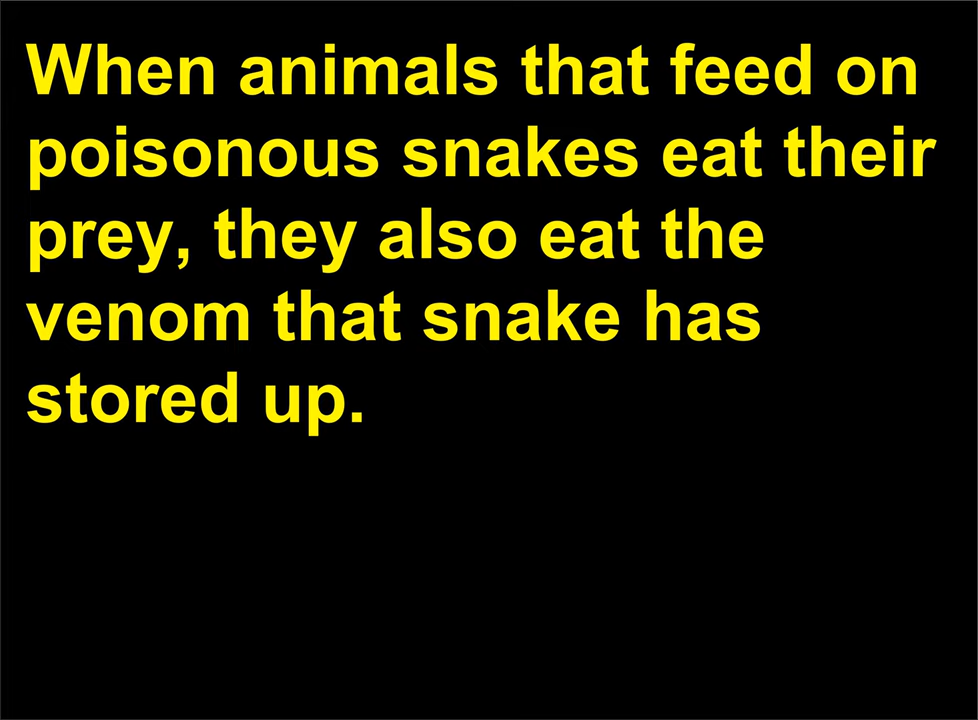 When animals that feed on
poisonous snakes eat their
prey, they also eat the
venom that snake has
stored up.